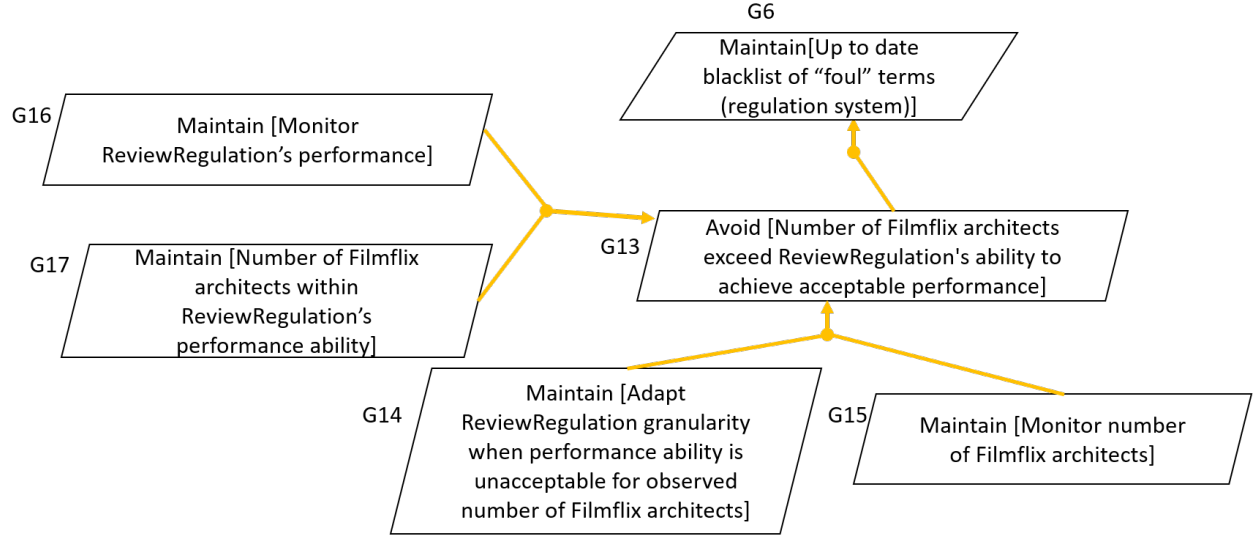 G6
Maintain[Up to date
blacklist of “foul” terms
(regulation system)]
G16
Maintain [Monitor
ReviewRegulation’s performance]
G17
Maintain [Number of Filmflix
architects within
ReviewRegulation’s
performance ability]
G13
Avoid [Number of Filmflix architects
exceed ReviewRegulation's ability to
achieve acceptable performance]
G14
Maintain [Adapt
ReviewRegulation granularity
when performance ability is
unacceptable for observed
number of Filmflix architects]
G15
Maintain [Monitor number
of Filmflix architects]